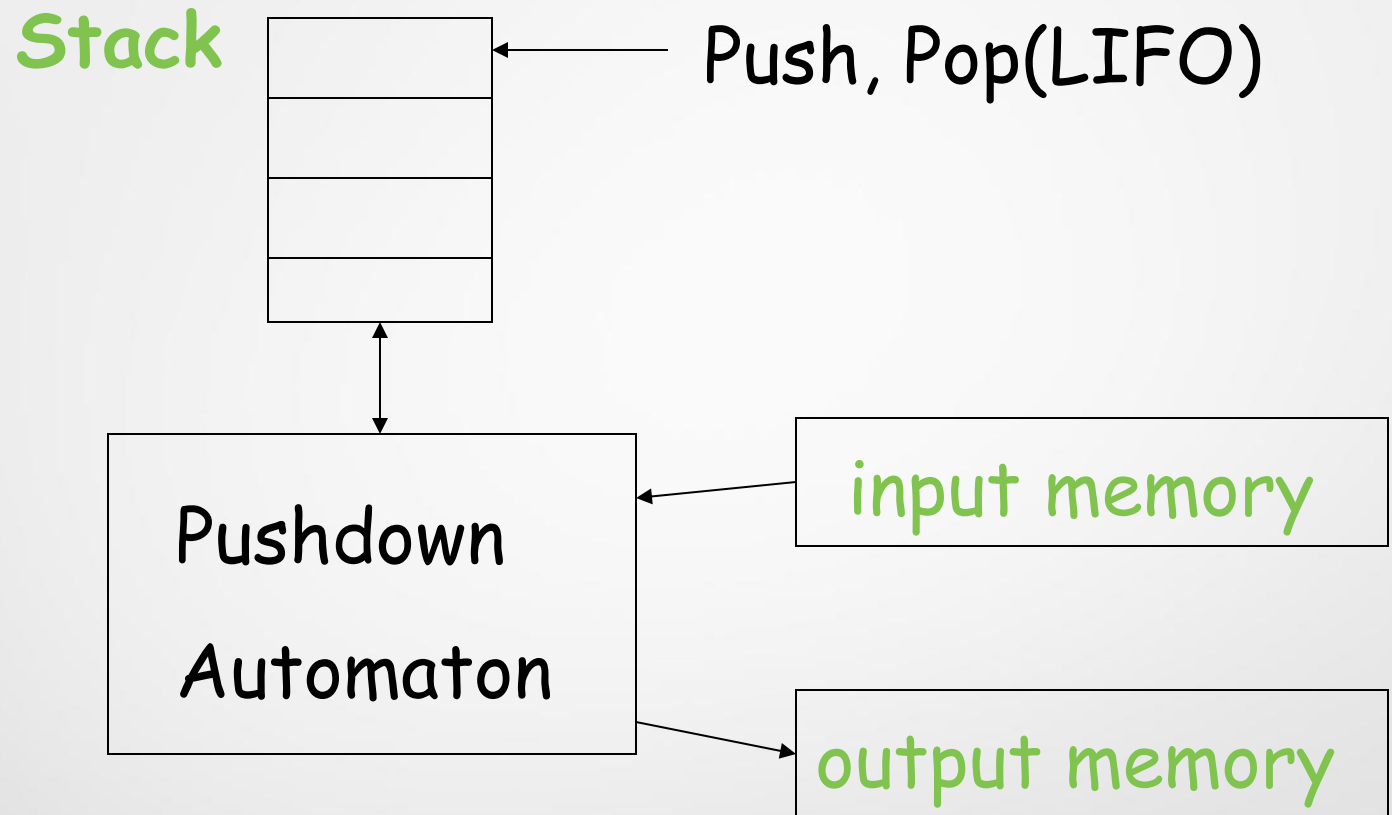 Stack
Push, Pop(LIFO)
Pushdown
Automaton
input memory
output memory